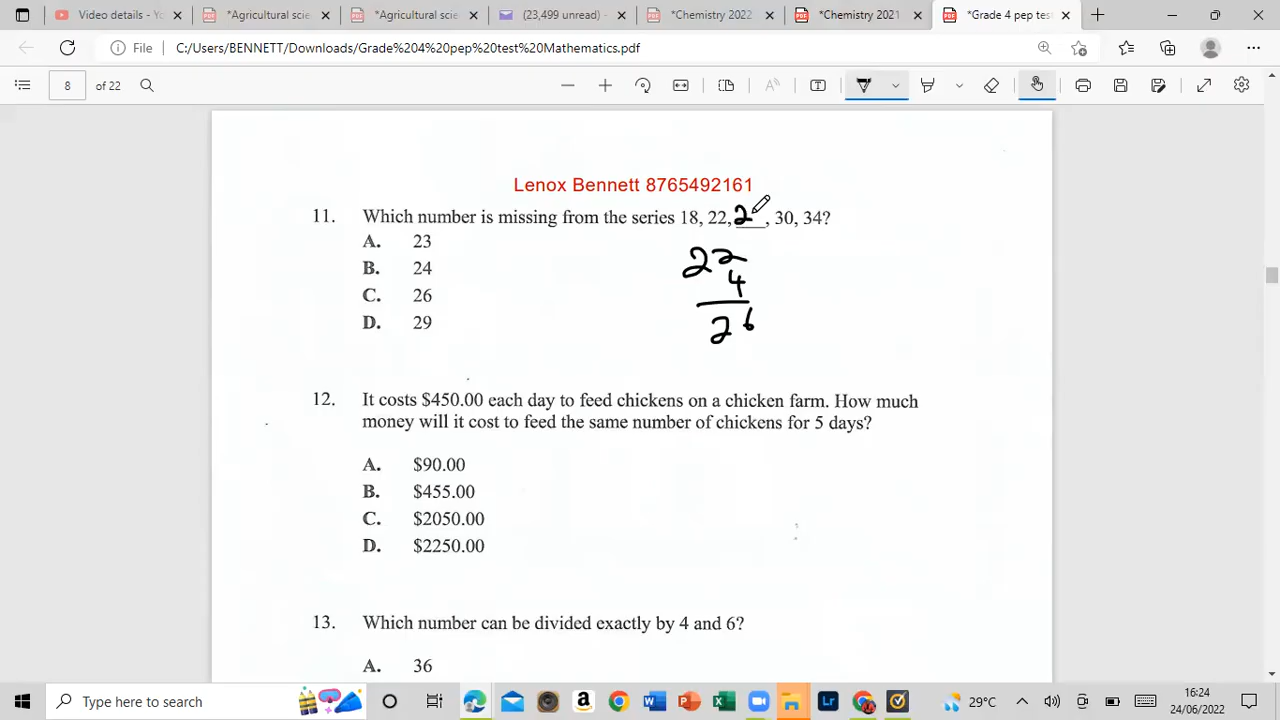 Video details - Yo
*Agricultural scie
*Agricultural scie
(23,499 unread) -
*Chemistry 2022
*Chemistry 2021
*Grade 4 pep test
File
C:/Users/BENNETT/Downloads/Grade%204%20pep%20test%20Mathematics.pdf
8 of 22
Lenox Bennett 8765492161
11. Which number is missing from the series 18, 22, 2, 30, 34?
A. 23
B. 24
C. 26
D. 29
22
4
26
12. It costs $450.00 each day to feed chickens on a chicken farm. How much
money will it cost to feed the same number of chickens for 5 days?
A. $90.00
B. $455.00
C. $2050.00
D. $2250.00
13. Which number can be divided exactly by 4 and 6?
A. 36
Type here to search
29°C
16:24
24/06/2022